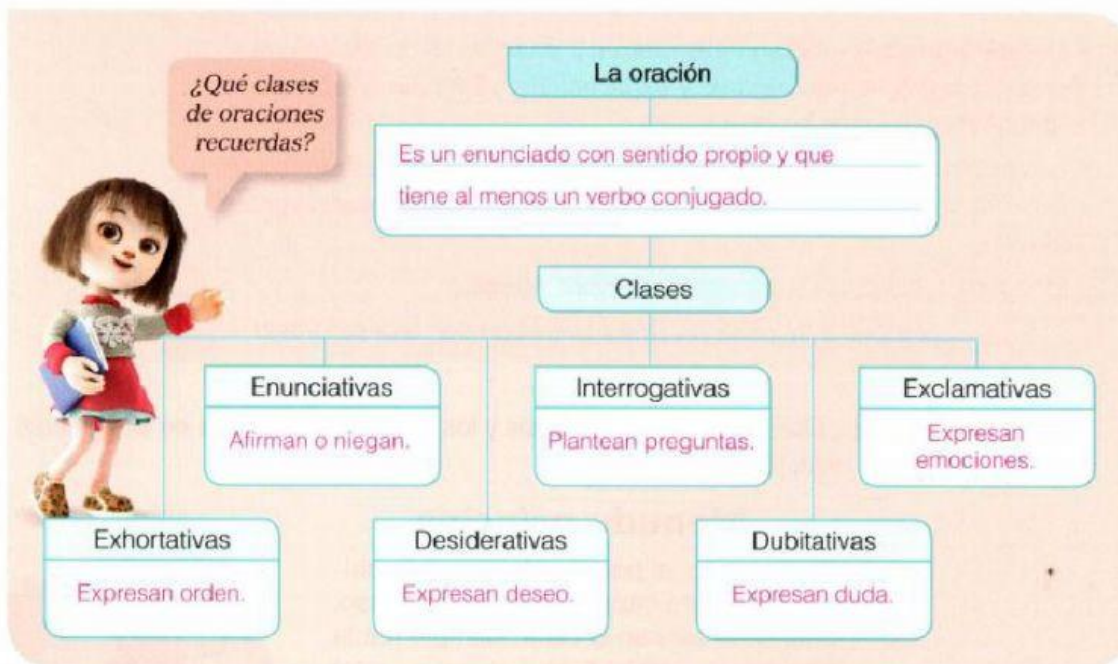 ¿Qué clases
de oraciones
recuerdas?
La oración
Es un enunciado con sentido propio y que
tiene al menos un verbo conjugado.
Clases
Enunciativas
Afirman o niegan.
Interrogativas
Plantean preguntas.
Exclamativas
Expresan
emociones.
Exhortativas
Expresan orden.
Desiderativas
Expresan deseo.
Dubitativas
Expresan duda.